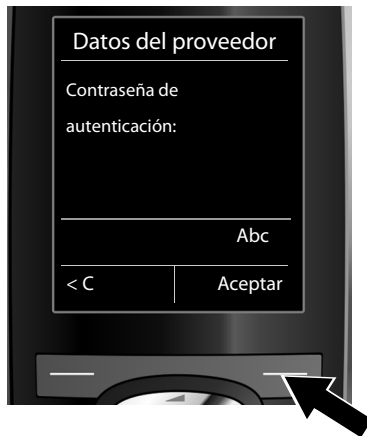 Datos del proveedor
Contraseña de
autenticación:
Abc
< C
Aceptar